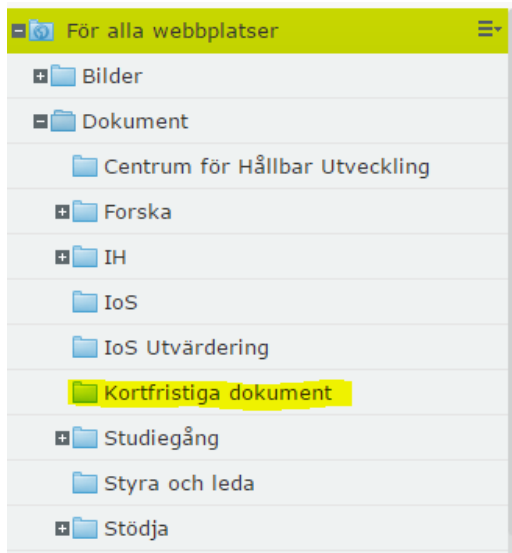 För alla webbplatser
Bilder
Dokument
Centrum för Hållbar Utveckling
Forska
IH
IoS
IoS Utvärdering
Kortfristiga dokument
Studiegång
Styra och leda
Stödja